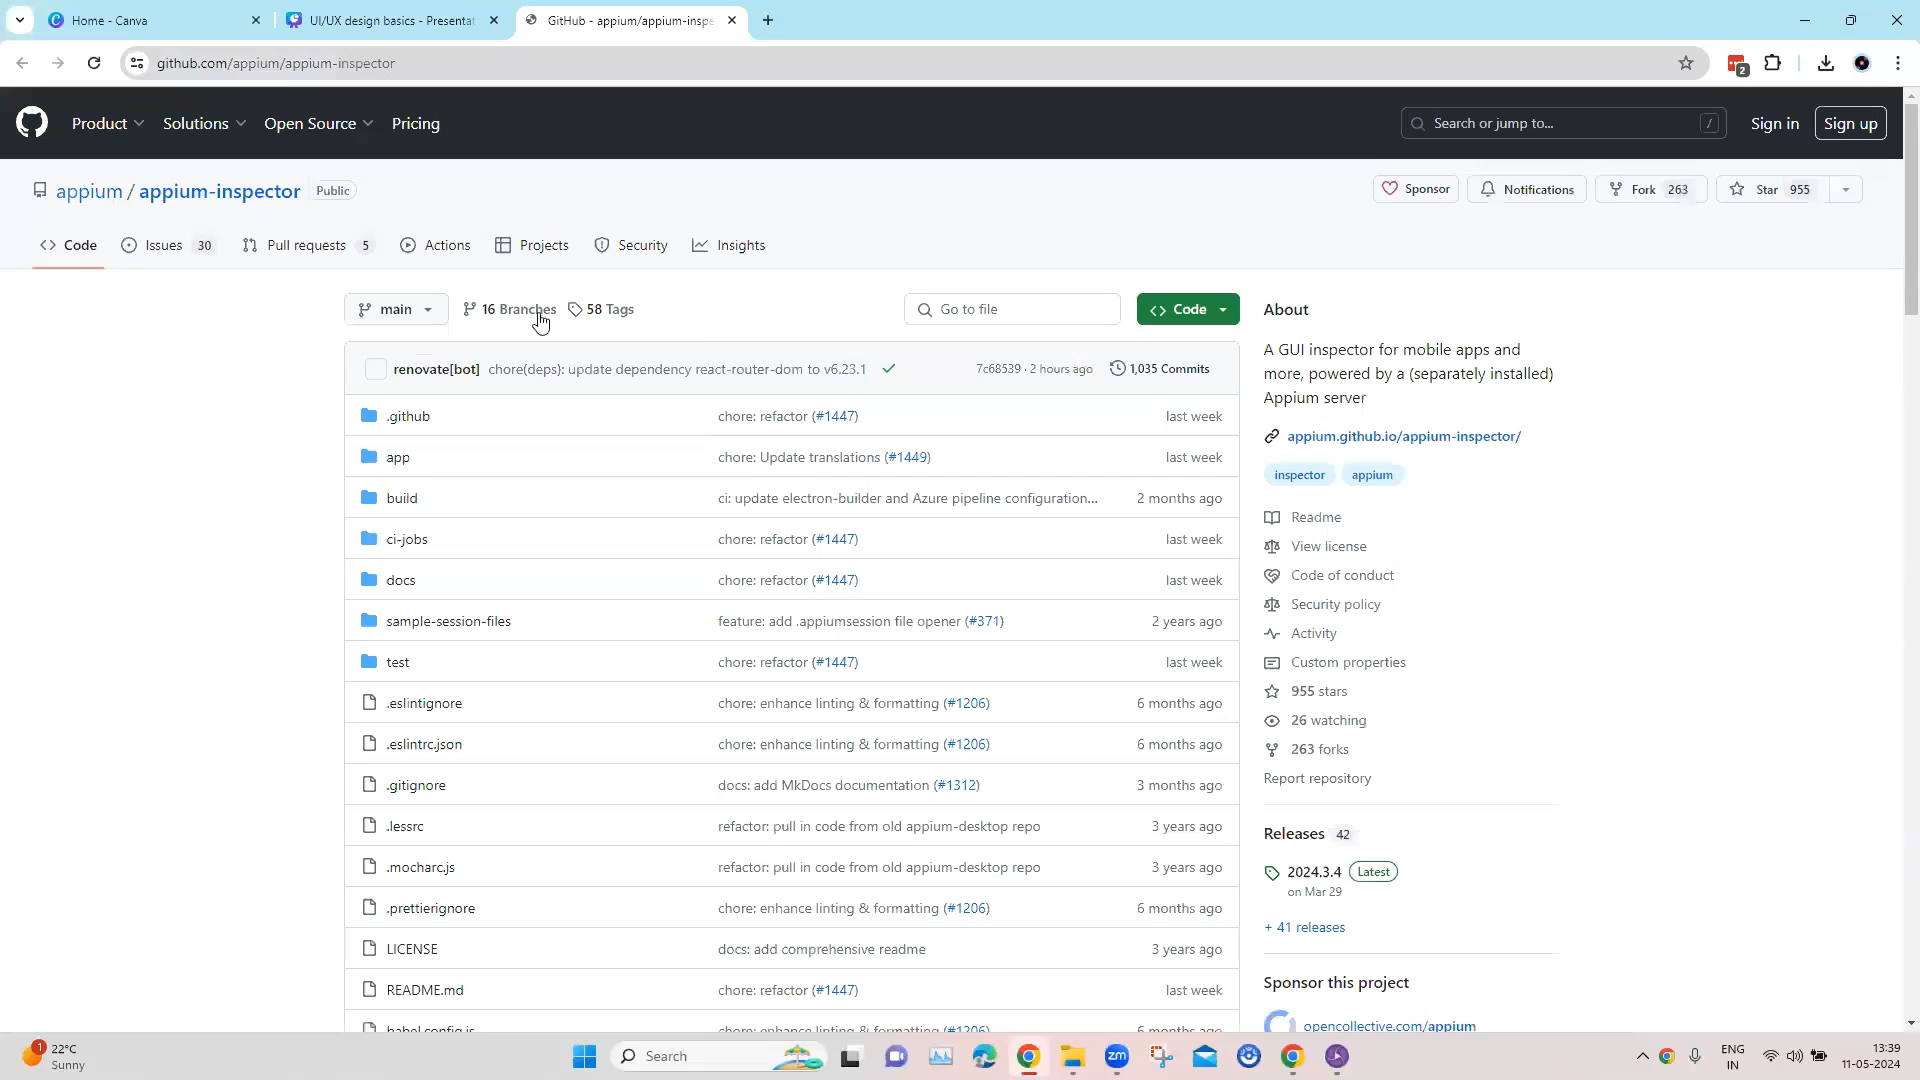 Home - Canva
UI/UX design basics - Presentat
GitHub - appium/appium-inspe
github.com/appium/appium-inspector
2
Product
Solutions
Open Source
Pricing
Search or jump to...
/
Sign in
Sign up
appium / appium-inspector
Public
Sponsor
Notifications
Fork 263
Star 955
Code
Issues 30
Pull requests 5
Actions
Projects
Security
Insights
main
16 Branches
58 Tags
Go to file
Code
renovate[bot] chore(deps): update dependency react-router-dom to v6.23.1
7c68539 · 2 hours ago
1,035 Commits
.github chore: refactor (#1447) last week
app chore: Update translations (#1449) last week
build ci: update electron-builder and Azure pipeline configuration... 2 months ago
ci-jobs chore: refactor (#1447) last week
docs chore: refactor (#1447) last week
sample-session-files feature: add .appiumsession file opener (#371) 2 years ago
test chore: refactor (#1447) last week
.eslintignore chore: enhance linting & formatting (#1206) 6 months ago
.eslintrc.json chore: enhance linting & formatting (#1206) 6 months ago
.gitignore docs: add MkDocs documentation (#1312) 3 months ago
.lessrc refactor: pull in code from old appium-desktop repo 3 years ago
.mocharc.js refactor: pull in code from old appium-desktop repo 3 years ago
.prettierignore chore: enhance linting & formatting (#1206) 6 months ago
LICENSE docs: add comprehensive readme 3 years ago
README.md chore: refactor (#1447) last week
babel.config.js chore: enhance linting & formatting (#1206) 6 months ago
About
A GUI inspector for mobile apps and
more, powered by a (separately installed)
Appium server
appium.github.io/appium-inspector/
inspector
appium
Readme
View license
Code of conduct
Security policy
Activity
Custom properties
955 stars
26 watching
263 forks
Report repository
Releases 42
2024.3.4 Latest
on Mar 29
+ 41 releases
Sponsor this project
opencollective.com/appium
1
22°C
Sunny
Search
zm
ENG
IN
13:39
11-05-2024